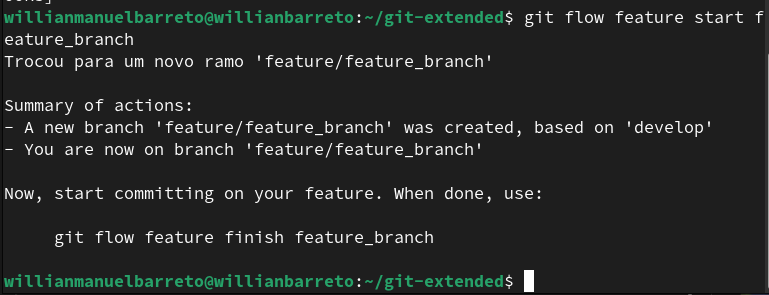 willianmanuelbarreto@willianbarreto:~/git-extended$ git flow feature start f
eature_branch
Trocou para um novo ramo 'feature/feature_branch'
Summary of actions:
- A new branch 'feature/feature_branch' was created, based on 'develop'
- You are now on branch 'feature/feature_branch'
Now, start committing on your feature. When done, use:
git flow feature finish feature_branch
willianmanuelbarreto@willianbarreto:~/git-extended$